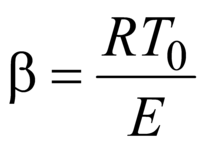 β = RT₀ / E